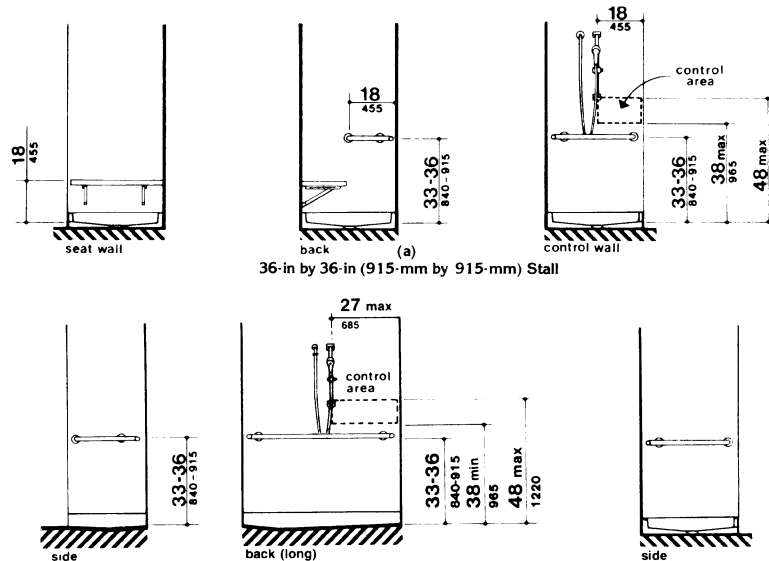 18
455
18
455
18
455
control
area
18
455
33-36
840-915
33-36
840-915
38 max
965
48 max
seat wall
back
(a)
control wall
36-in by 36-in (915-mm by 915-mm) Stall
27 max
685
control
area
33-36
840-915
33-36
840-915
38 min
965
48 max
1220
side
back (long)
side